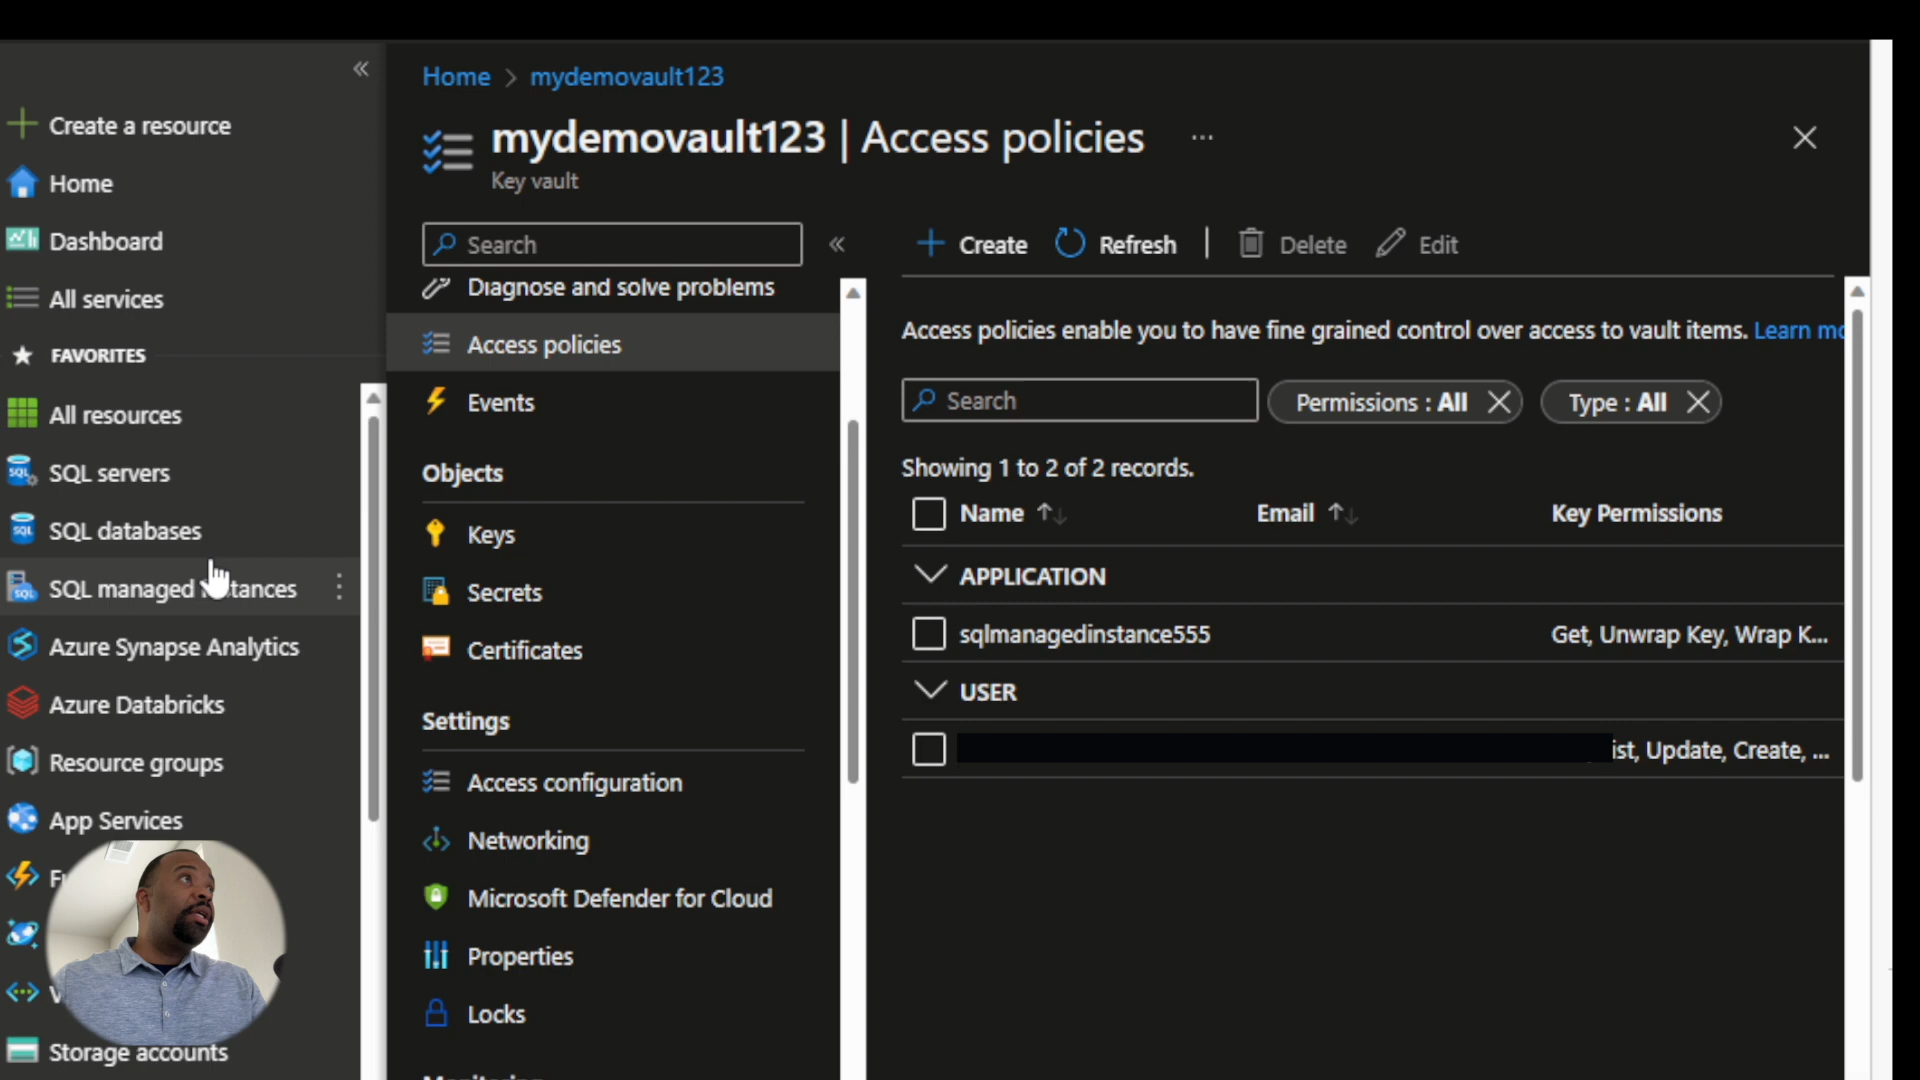 Create a resource
Home
Dashboard
All services
FAVORITES
All resources
SQL servers
SQL databases
SQL managed
Azure Synapse Analytics
Azure Databricks
Resource groups
App Services
Storage accounts
Home > mydemovault123
mydemovault123 | Access policies ...
Key vault
Search
Diagnose and solve problems
Access policies
Events
Objects
Keys
Secrets
Certificates
Settings
Access configuration
Networking
Microsoft Defender for Cloud
Properties
Locks
Create Refresh | Delete Edit
Access policies enable you to have fine grained control over access to vault items. Learn
Search Permissions : All Type : All
Showing 1 to 2 of 2 records.
Name Email Key Permissions
APPLICATION
sqlmanagedinstance555 Get, Unwrap Key, Wrap K...
USER
ist, Update, Create, ...